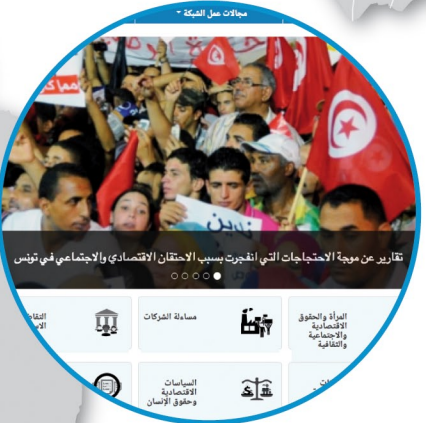 مجالات عمل الشبكة
تقارير عن موجة الاحتجاجات التي انفجرت بسبب الاحتقان الاقتصادي والاجتماعي في تونس
المرأة والحقوق
الاقتصادية
والاجتماعية
والثقافية
مساءلة الشركات
السياسات
الاقتصادية
وحقوق الإنسان